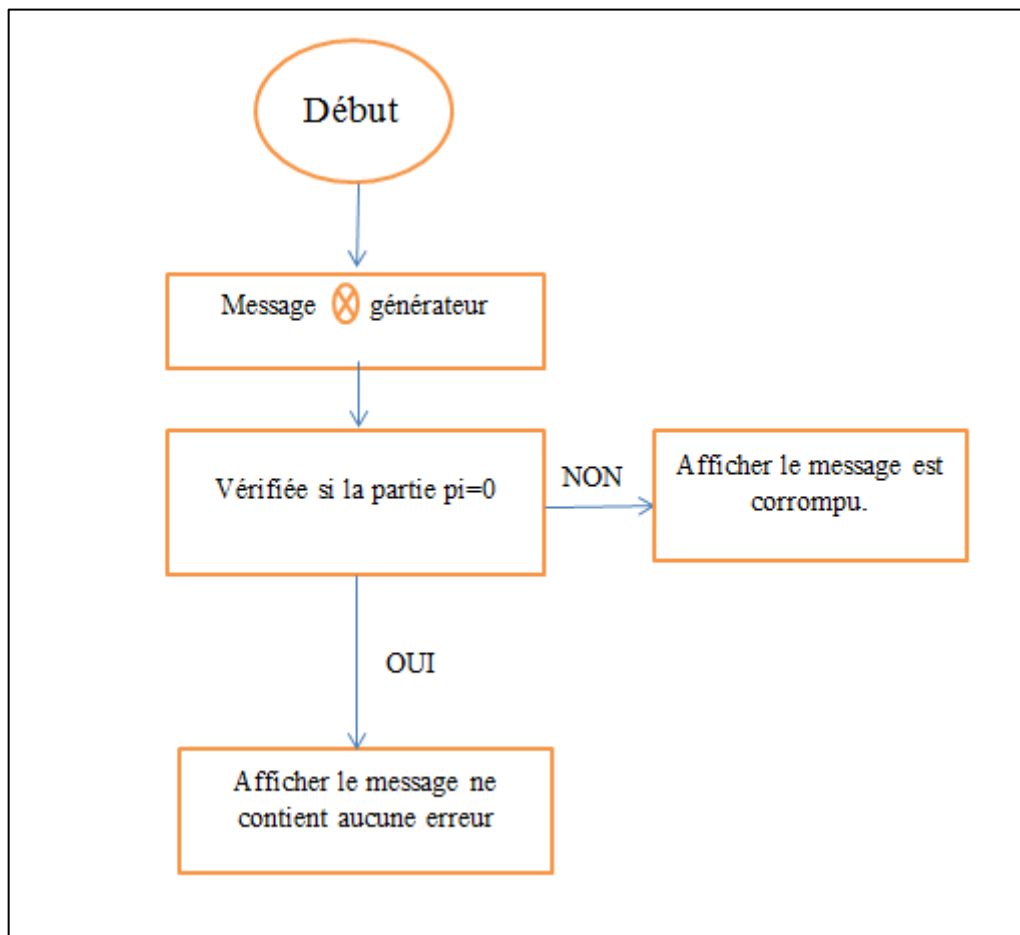 Début
Message ⊗ générateur
Vérifiée si la partie pi=0
NON
Afficher le message est
corrompu.
OUI
Afficher le message ne
contient aucune erreur